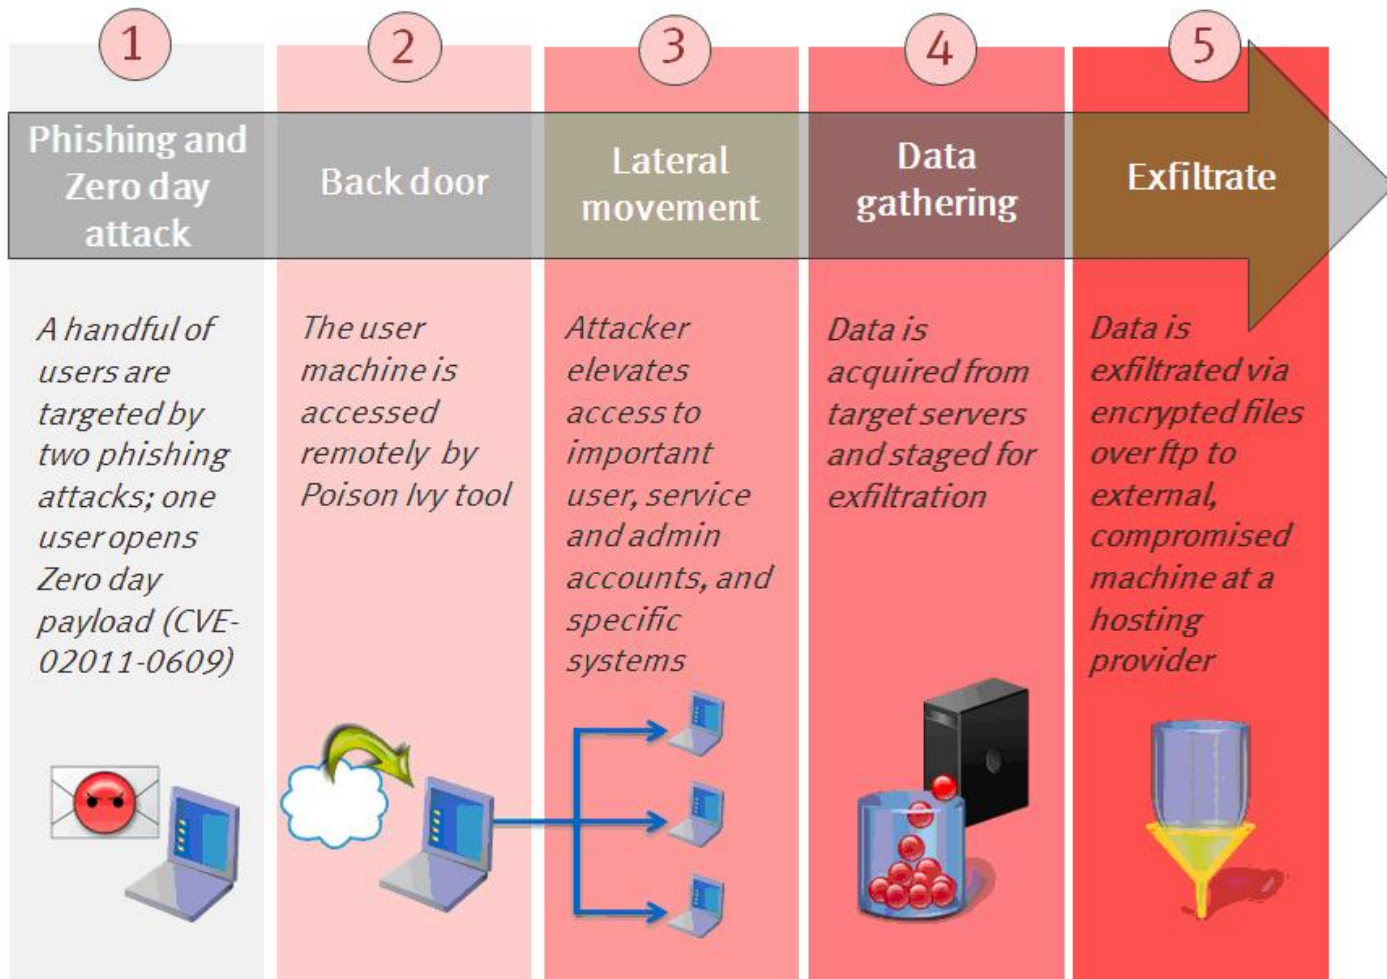 1
Phishing and
Zero day
attack
A handful of
users are
targeted by
two phishing
attacks; one
user opens
Zero day
payload (CVE-
02011-0609)
2
Back door
The user
machine is
accessed
remotely by
Poison Ivy tool
3
Lateral
movement
Attacker
elevates
access to
important
user, service
and admin
accounts, and
specific
systems
4
Data
gathering
Data is
acquired from
target servers
and staged for
exfiltration
5
Exfiltrate
Data is
exfiltrated via
encrypted files
over ftp to
external,
compromised
machine at a
hosting
provider